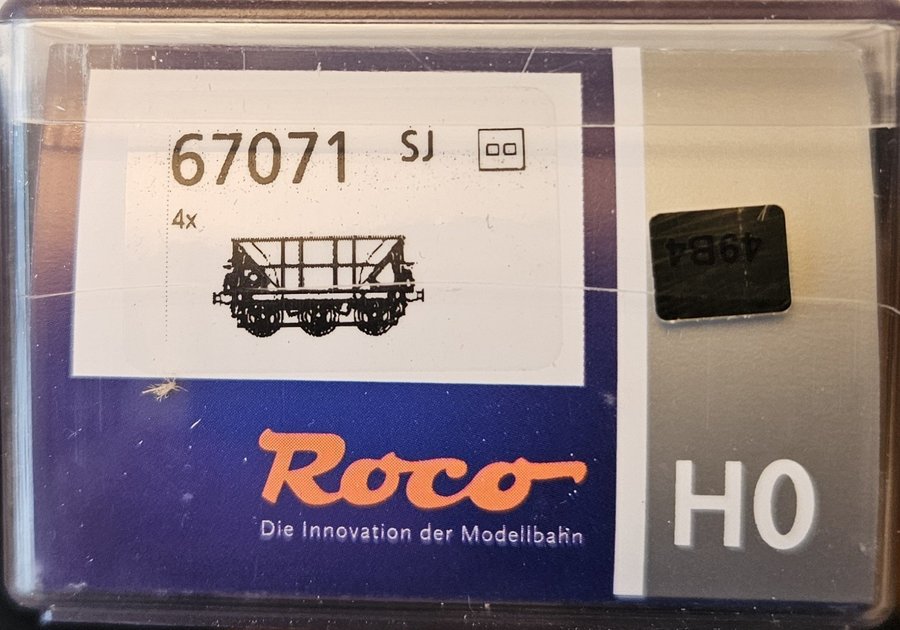 67071 SJ
4x
49B4
Roco
Die Innovation der Modellbahn
H0